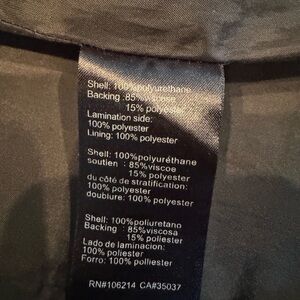 Shell: 100%polyurethane
Backing :85%viscosa
15% polyester
Lamination side:
100% polyester
Lining: 100% polyester
Shell: 100%polyuréthane
soutien : 85%viscoe
15% polyester
du côté de stratification:
100% polyester
doublure: 100% polyester
Shell: 100%poliuretano
Backing : 85%viscosa
15% poliester
Lado de laminacion:
100% poliester
Forro: 100% poliester
RN#106214 CA#35037